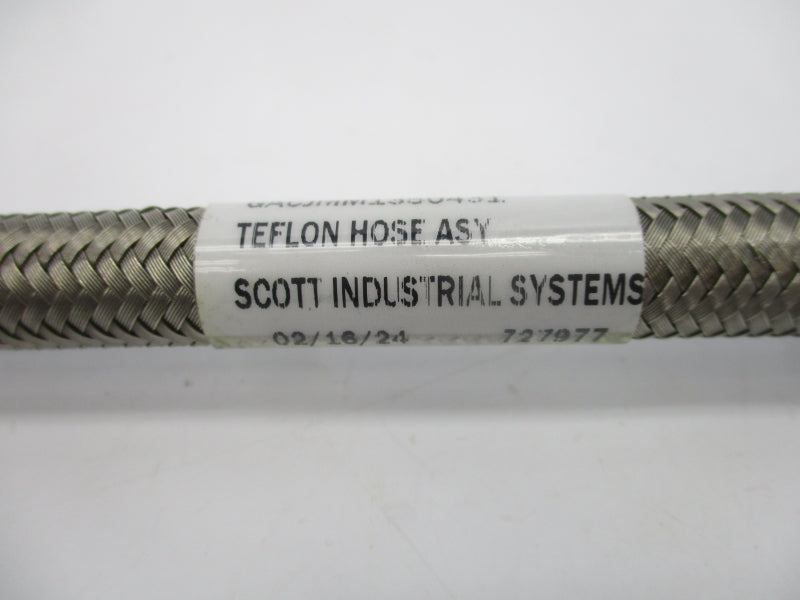 TEFLON HOSE ASY
SCOTT INDUSTRIAL SYSTEMS
02/16/24 727977